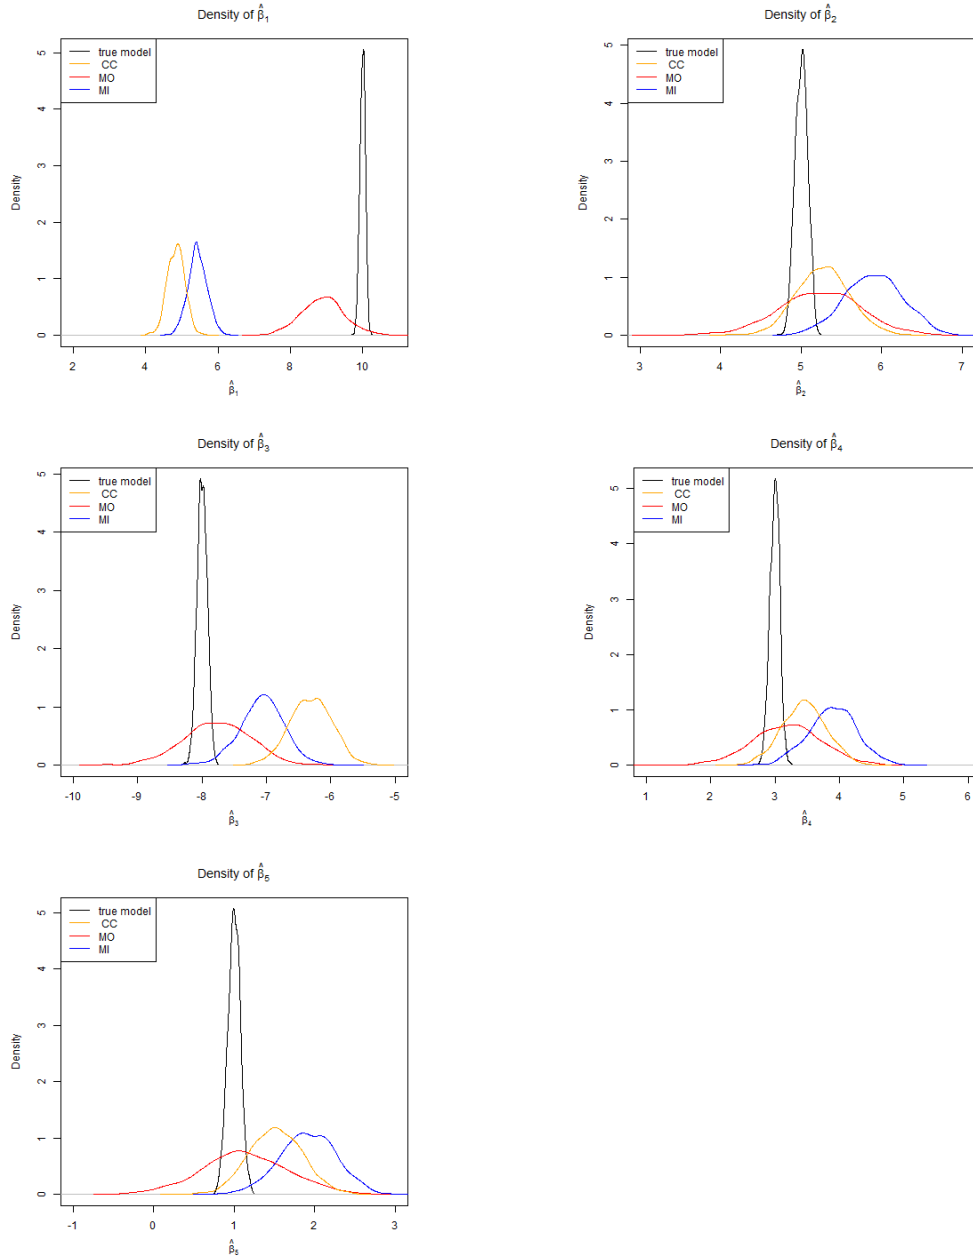 Density of β̂₁
true model
CC
MO
MI
Density
0 1 2 3 4 5
2 4 6 8 10
β̂₁
Density of β̂₂
true model
CC
MO
MI
Density
0 1 2 3 4 5
3 4 5 6 7
β̂₂
Density of β̂₃
true model
CC
MO
MI
Density
0 1 2 3 4 5
-10 -9 -8 -7 -6 -5
β̂₃
Density of β̂₄
true model
CC
MO
MI
Density
0 1 2 3 4 5
1 2 3 4 5 6
β̂₄
Density of β̂₅
true model
CC
MO
MI
Density
0 1 2 3 4 5
-1 0 1 2 3
β̂₅